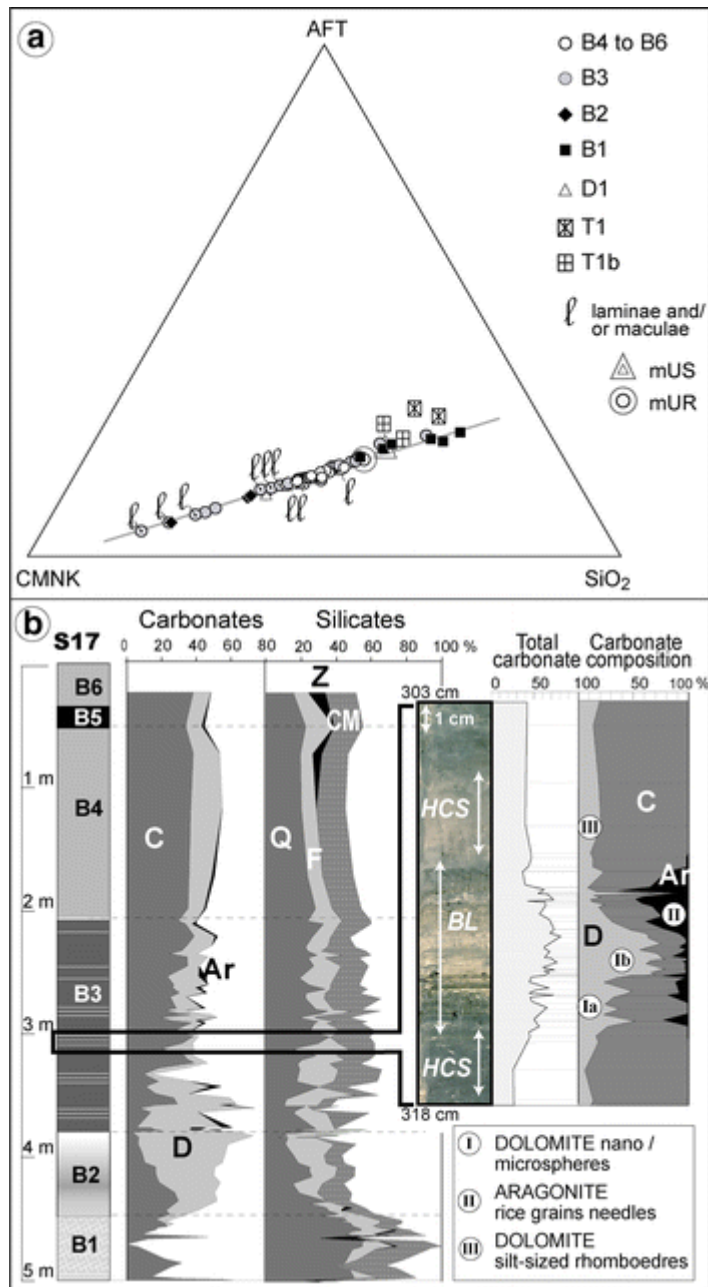 a
AFT
CMNK
SiO2
B4 to B6
B3
B2
B1
D1
T1
T1b
ℓ laminae and/
or maculae
mUS
mUR
ℓ
ℓ
ℓ
ℓℓℓ
ℓℓ
ℓ
b
S17
Carbonates
Silicates
0 20 40 60 80
20 40 60 80 100 %
Total
carbonate
Carbonate
composition
0 50 100
50 100 %
B6
B5
B4
B3
B2
B1
1 m
2 m
3 m
4 m
5 m
C
Ar
D
Z
CM
Q
F
303 cm
1 cm
HCS
BL
HCS
318 cm
C
III
Ar
II
D
Ib
Ia
I DOLOMITE nano /
microspheres
II ARAGONITE
rice grains needles
III DOLOMITE
silt-sized rhomboedres